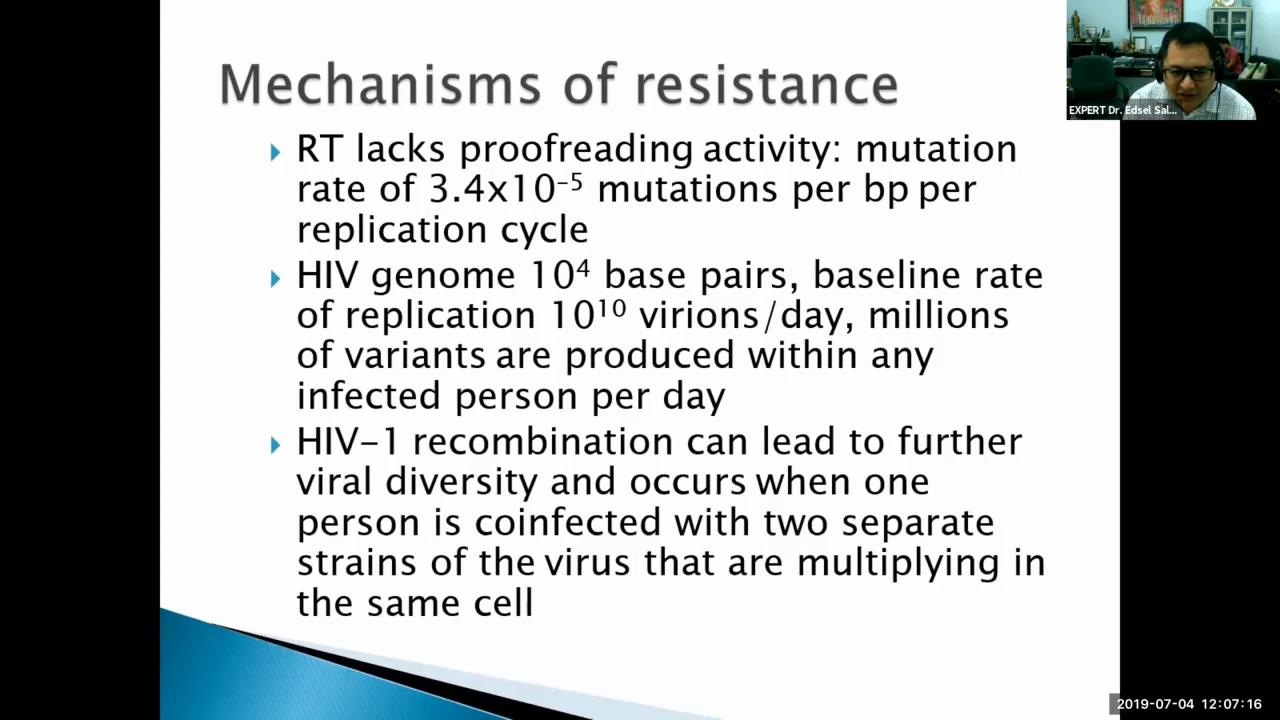 Mechanisms of resistance
RT lacks proofreading activity: mutation
rate of 3.4x10⁻⁵ mutations per bp per
replication cycle
HIV genome 10⁴ base pairs, baseline rate
of replication 10¹⁰ virions/day, millions
of variants are produced within any
infected person per day
HIV-1 recombination can lead to further
viral diversity and occurs when one
person is coinfected with two separate
strains of the virus that are multiplying in
the same cell
EXPERT Dr. Edsel Sal...
2019-07-04 12:07:16